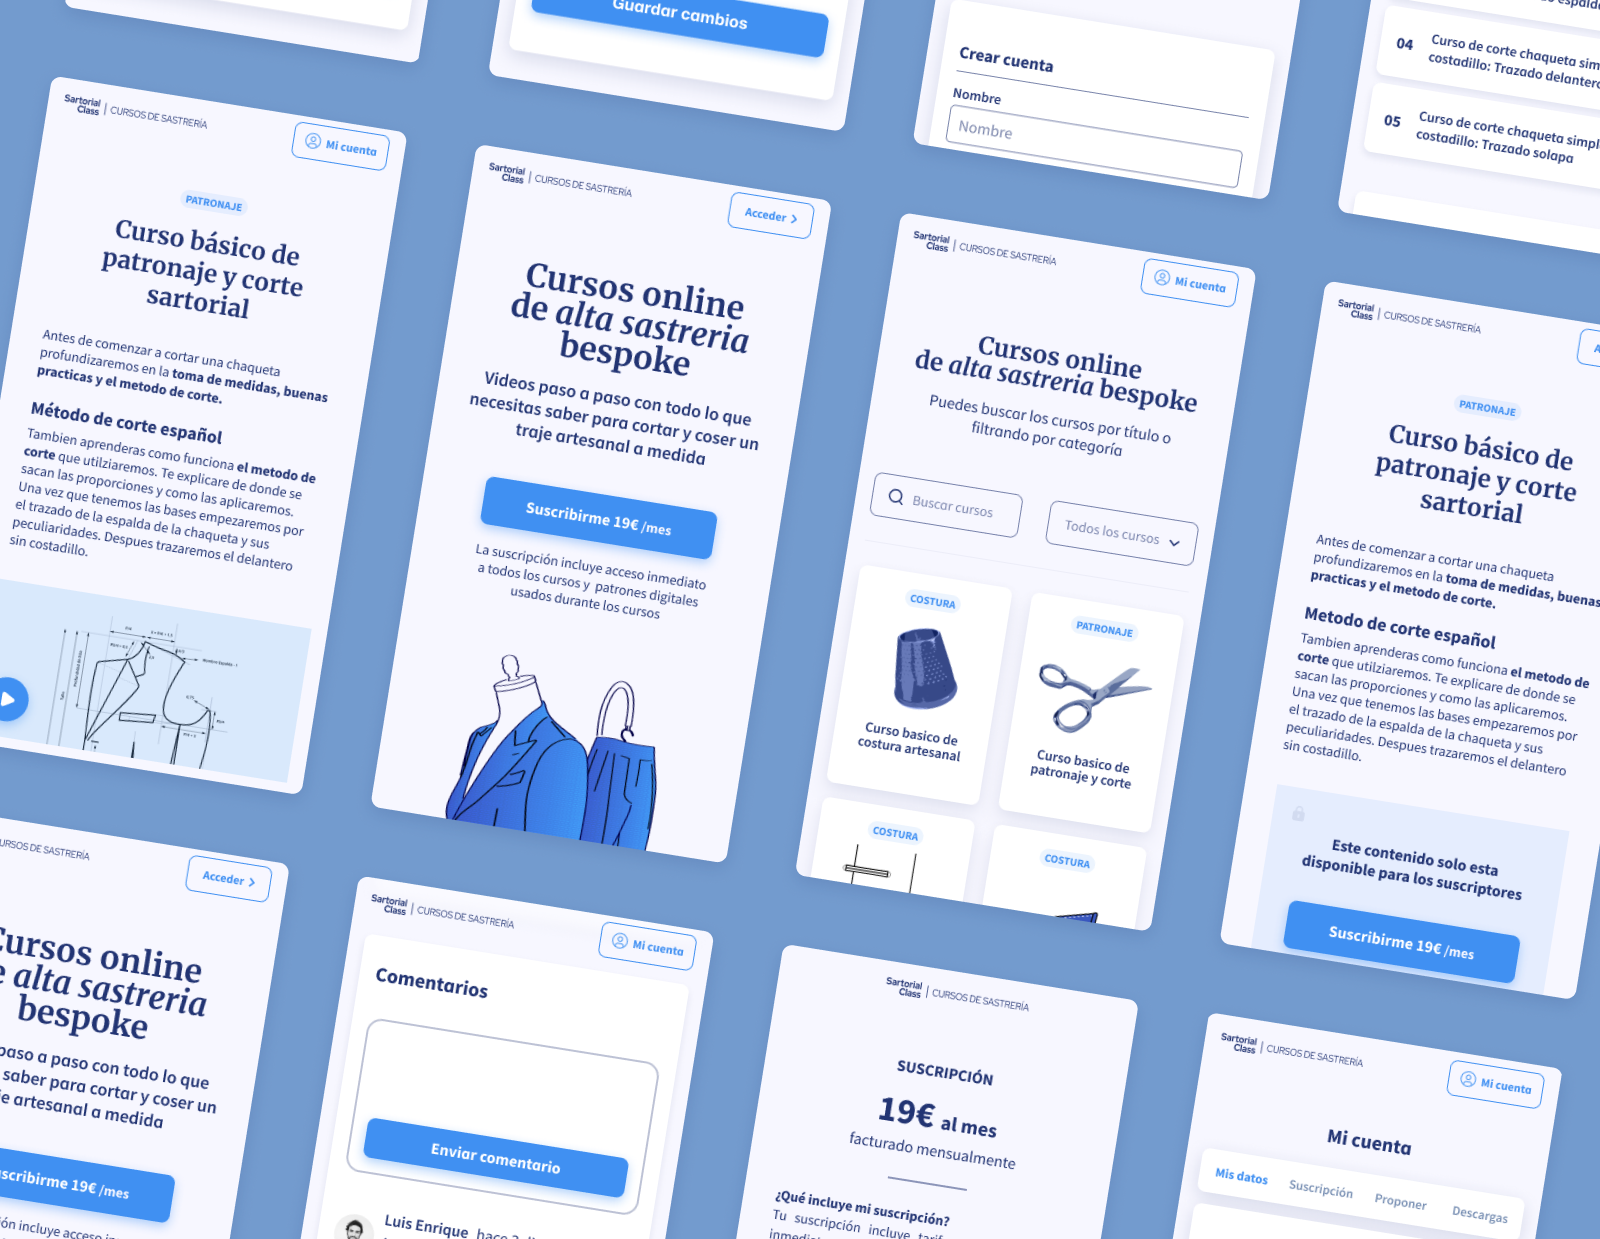 Guardar cambios
Crear cuenta
Nombre
Nombre
04
Curso de corte chaqueta
costadillo: Trazado
05
Curso de corte chaqueta
costadillo: Trazado solapa
Sartorial
Class | CURSOS DE SASTRERÍA
Mi cuenta
PATRONAJE
Curso básico de
patronaje y corte
sartorial
Antes de comenzar a cortar una chaqueta
profundizaremos en la toma de medidas, buenas
practicas y el metodo de corte.
Método de corte español
Tambien aprenderas como funciona el metodo de
corte que utilziaremos. Te explicare de donde se
sacan las proporciones y como las aplicaremos.
Una vez que tenemos las bases empezaremos por
el trazado de la espalda de la chaqueta y sus
peculiaridades. Despues trazaremos el delantero
sin costadillo.
Sartorial
Class | CURSOS DE SASTRERÍA
Acceder
Cursos online
de alta sastreria
bespoke
Videos paso a paso con todo lo que
necesitas saber para cortar y coser un
traje artesanal a medida
Suscribirme 19€ /mes
La suscripción incluye acceso inmediato
a todos los cursos y patrones digitales
usados durante los cursos
Sartorial
Class | CURSOS DE SASTRERÍA
Mi cuenta
Cursos online
de alta sastreria bespoke
Puedes buscar los cursos por título o
filtrando por categoría
Buscar cursos
Todos los cursos
COSTURA
Curso basico de
costura artesanal
PATRONAJE
Curso basico de
patronaje y corte
COSTURA
COSTURA
Sartorial
Class | CURSOS DE SASTRERÍA
PATRONAJE
Curso básico de
patronaje y corte
sartorial
Antes de comenzar a cortar una chaqueta
profundizaremos en la toma de medidas, buenas
practicas y el metodo de corte.
Metodo de corte español
Tambien aprenderas como funciona el metodo de
corte que utilziaremos. Te explicare de donde se
sacan las proporciones y como las aplicaremos.
Una vez que tenemos las bases empezaremos por
el trazado de la espalda de la chaqueta y sus
peculiaridades. Despues trazaremos el delantero
sin costadillo.
Este contenido solo esta
disponible para los suscriptores
Suscribirme 19€ /mes
DE SASTRERÍA
Acceder
online
alta sastreria
bespoke
paso a paso con todo lo que
saber para cortar y coser un
artesanal a medida
19€ /mes
incluye acceso
Sartorial
Class | CURSOS DE SASTRERÍA
Mi cuenta
Comentarios
Enviar comentario
Luis Enrique hace
Sartorial
Class | CURSOS DE SASTRERÍA
SUSCRIPCIÓN
19€ al mes
facturado mensualmente
¿Qué incluye mi suscripción?
Tu suscripción incluye
Sartorial
Class | CURSOS DE SASTRERÍA
Mi cuenta
Mi cuenta
Mis datos
Suscripción
Proponer
Descargas